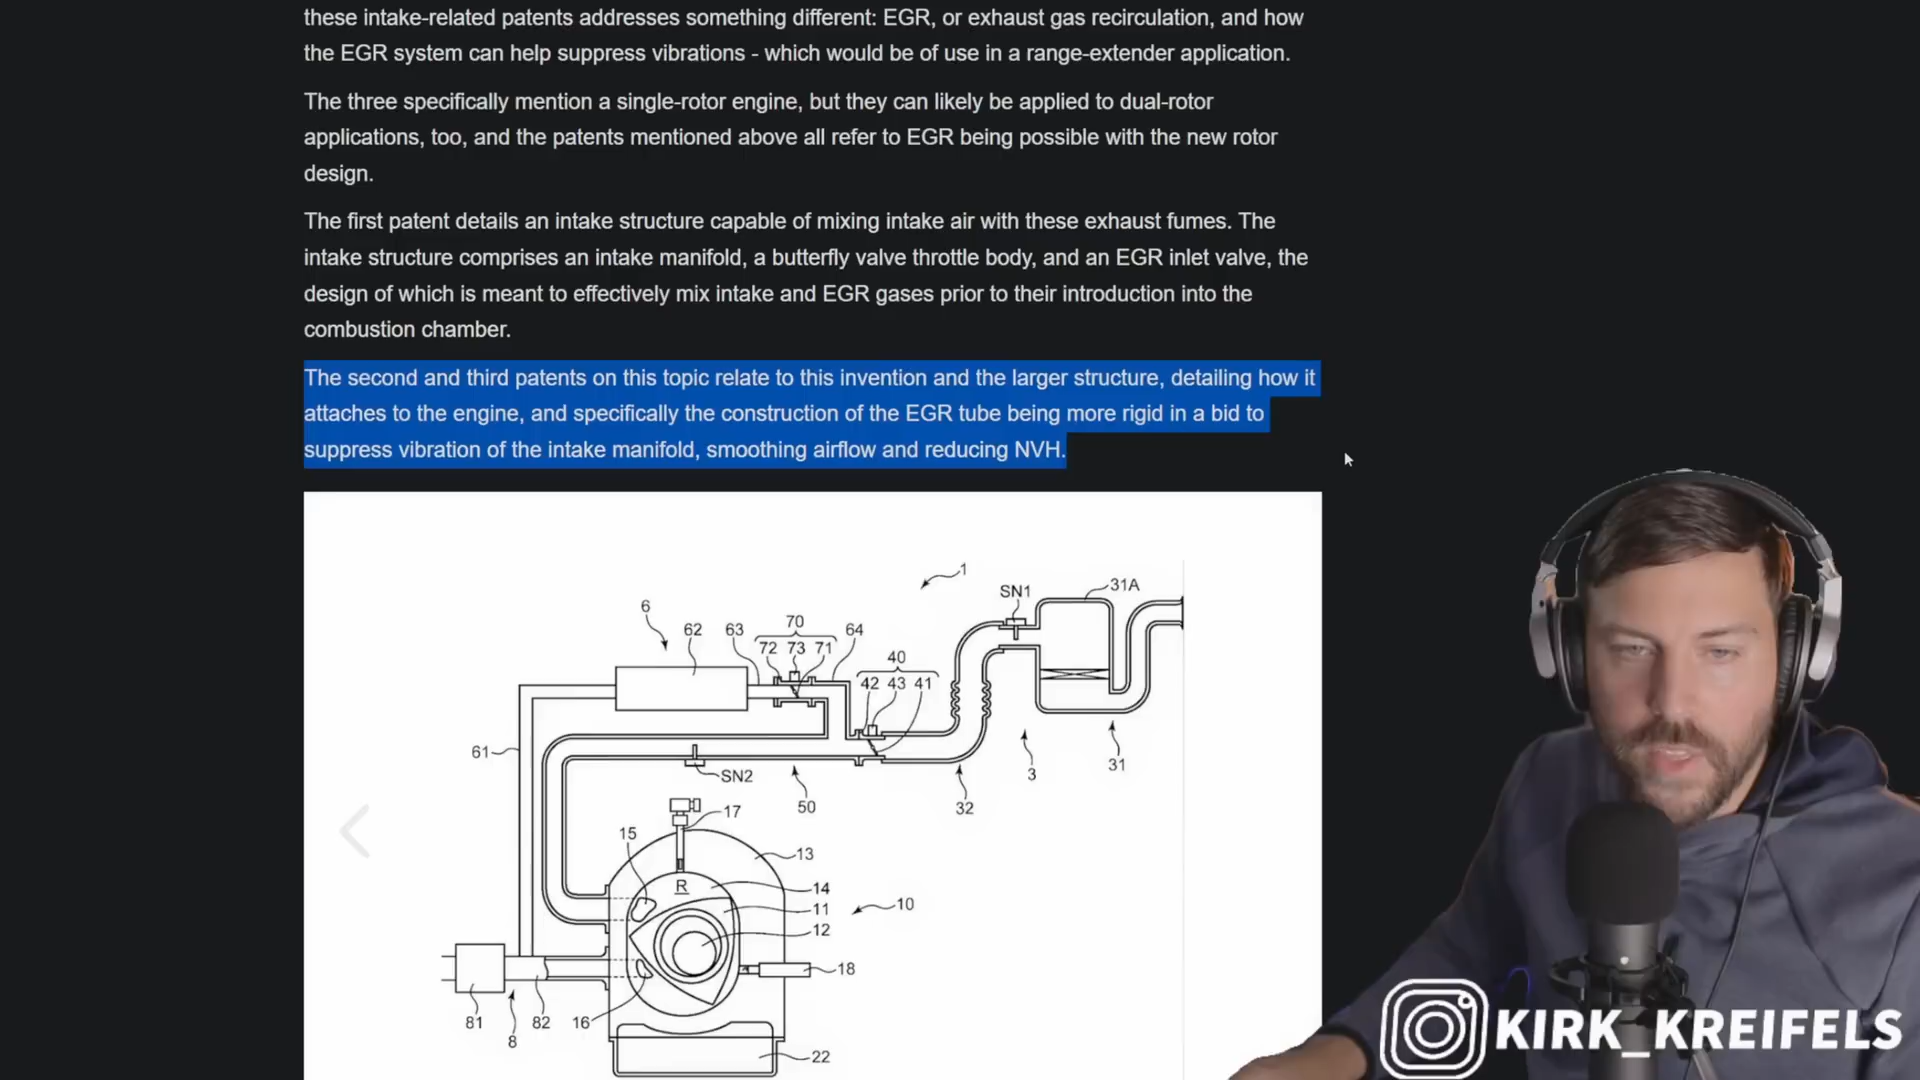 these intake-related patents addresses something different: EGR, or exhaust gas recirculation, and how
the EGR system can help suppress vibrations - which would be of use in a range-extender application.
The three specifically mention a single-rotor engine, but they can likely be applied to dual-rotor
applications, too, and the patents mentioned above all refer to EGR being possible with the new rotor
design.
The first patent details an intake structure capable of mixing intake air with these exhaust fumes. The
intake structure comprises an intake manifold, a butterfly valve throttle body, and an EGR inlet valve, the
design of which is meant to effectively mix intake and EGR gases prior to their introduction into the
combustion chamber.
The second and third patents on this topic relate to this invention and the larger structure, detailing how it
attaches to the engine, and specifically the construction of the EGR tube being more rigid in a bid to
suppress vibration of the intake manifold, smoothing airflow and reducing NVH.
1
SN1
31A
6
62
63
70
64
72 73 71
40
42 43 41
61
SN2
50
32
3
31
17
15
13
R
14
11
10
12
18
81
8
82
16
22
KIRK_KREIFELS